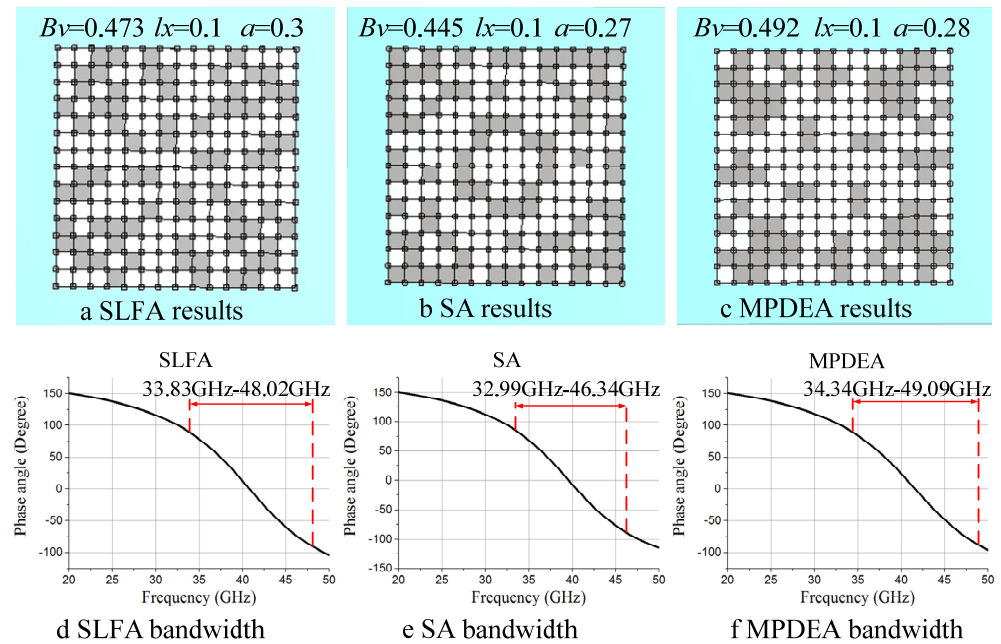 Bv=0.473 lx=0.1 a=0.3
Bv=0.445 lx=0.1 a=0.27
Bv=0.492 lx=0.1 a=0.28
a SLFA results
b SA results
c MPDEA results
SLFA
33.83GHz-48.02GHz
Phase angle (Degree)
150
100
50
0
-50
-100
20 25 30 35 40 45 50
Frequency (GHz)
d SLFA bandwidth
SA
32.99GHz-46.34GHz
Phase angle (Degree)
150
100
50
0
-50
-100
-150
20 25 30 35 40 45 50
Frequency (GHz)
e SA bandwidth
MPDEA
34.34GHz-49.09GHz
Phase angle (Degree)
150
100
50
0
-50
-100
20 25 30 35 40 45 50
Frequency (GHz)
f MPDEA bandwidth